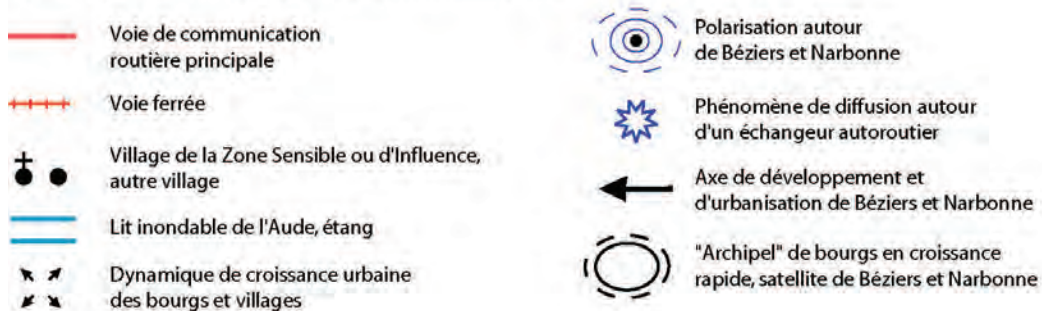 Voie de communication
routière principale
Voie ferrée
Village de la Zone Sensible ou d'Influence,
autre village
Lit inondable de l'Aude, étang
Dynamique de croissance urbaine
des bourgs et villages
Polarisation autour
de Béziers et Narbonne
Phénomène de diffusion autour
d'un échangeur autoroutier
Axe de développement et
d'urbanisation de Béziers et Narbonne
"Archipel" de bourgs en croissance
rapide, satellite de Béziers et Narbonne